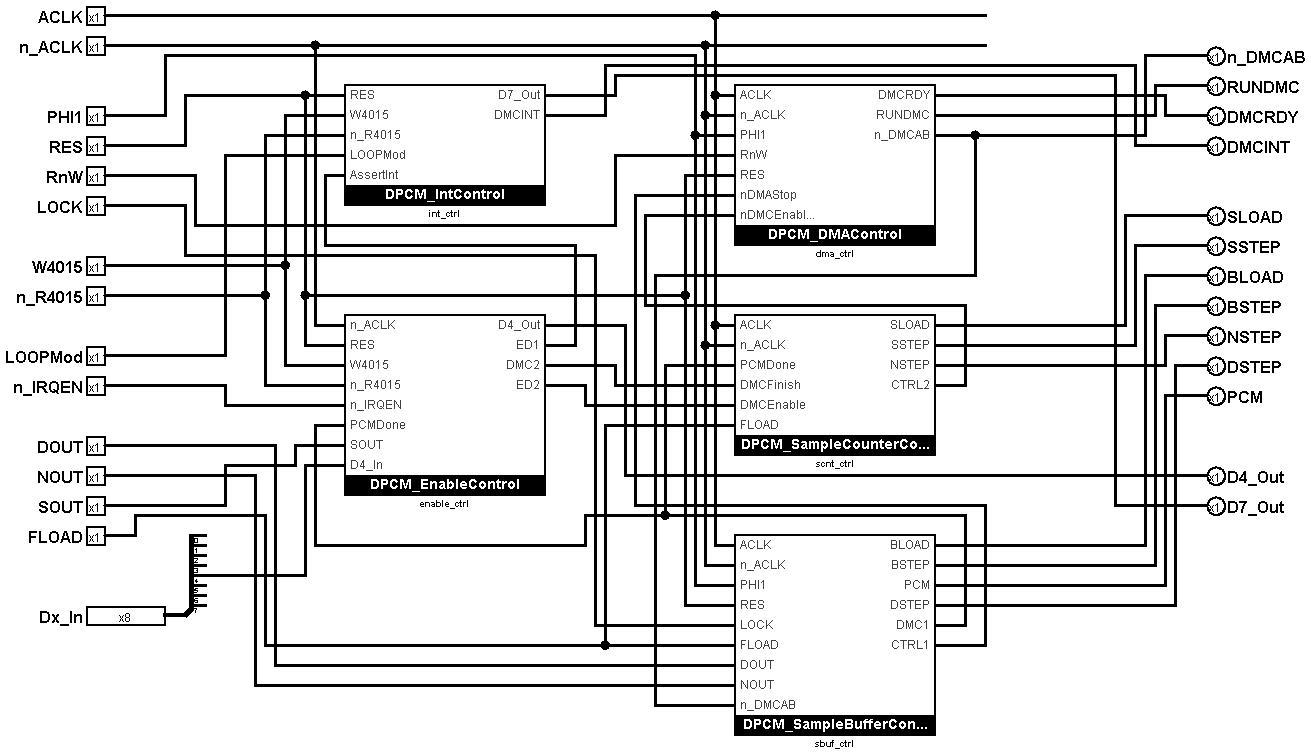 ACLK x1
n_ACLK x1
PHI1 x1
RES x1
RnW x1
LOCK x1
W4015 x1
n_R4015 x1
LOOPMod x1
n_IRQEN x1
DOUT x1
NOUT x1
SOUT x1
FLOAD x1
Dx_In x8
RES D7_Out
W4015 DMCINT
n_R4015
LOOPMod
AssertInt
DPCM_IntControl
int_ctrl
n_ACLK D4_Out
RES ED1
W4015 DMC2
n_R4015 ED2
n_IRQEN
PCMDone
SOUT
D4_In
DPCM_EnableControl
enable_ctrl
ACLK DMCRDY
n_ACLK RUNDMC
PHI1 n_DMCAB
RnW
RES
nDMAStop
nDMCEnabl...
DPCM_DMAControl
dma_ctrl
ACLK SLOAD
n_ACLK SSTEP
PCMDone NSTEP
DMCFinish CTRL2
DMCEnable
FLOAD
DPCM_SampleCounterCo...
scnt_ctrl
ACLK BLOAD
n_ACLK BSTEP
PHI1 PCM
RES DSTEP
LOCK DMC1
FLOAD CTRL1
DOUT
NOUT
n_DMCAB
DPCM_SampleBufferCon...
sbuf_ctrl
x1 n_DMCAB
x1 RUNDMC
x1 DMCRDY
x1 DMCINT
x1 SLOAD
x1 SSTEP
x1 BLOAD
x1 BSTEP
x1 NSTEP
x1 DSTEP
x1 PCM
x1 D4_Out
x1 D7_Out